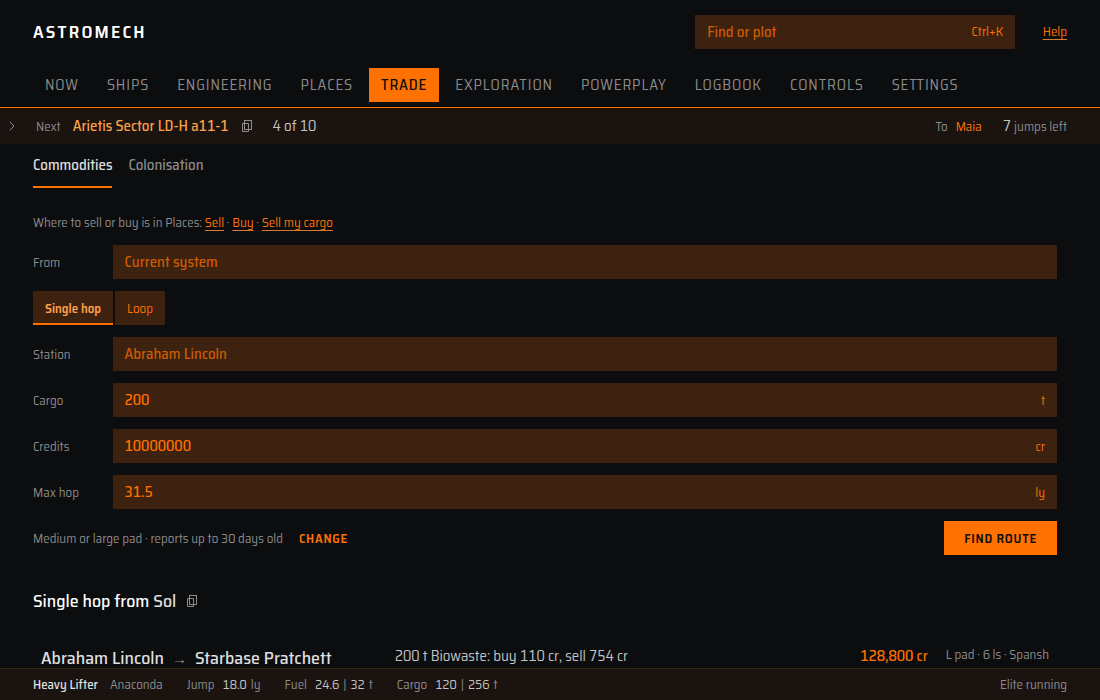 ASTROMECH
Find or plot Ctrl+K Help
NOW SHIPS ENGINEERING PLACES TRADE EXPLORATION POWERPLAY LOGBOOK CONTROLS SETTINGS
Next Arietis Sector LD-H a11-1 4 of 10 To Maia 7 jumps left
Commodities Colonisation
Where to sell or buy is in Places: Sell · Buy · Sell my cargo
From Current system
Single hop Loop
Station Abraham Lincoln
Cargo 200 t
Credits 10000000 cr
Max hop 31.5 ly
Medium or large pad · reports up to 30 days old CHANGE FIND ROUTE
Single hop from Sol
Abraham Lincoln → Starbase Pratchett 200 t Biowaste: buy 110 cr, sell 754 cr 128,800 cr L pad · 6 ls · Spansh
Heavy Lifter Anaconda Jump 18.0 ly Fuel 24.6 | 32 t Cargo 120 | 256 t Elite running